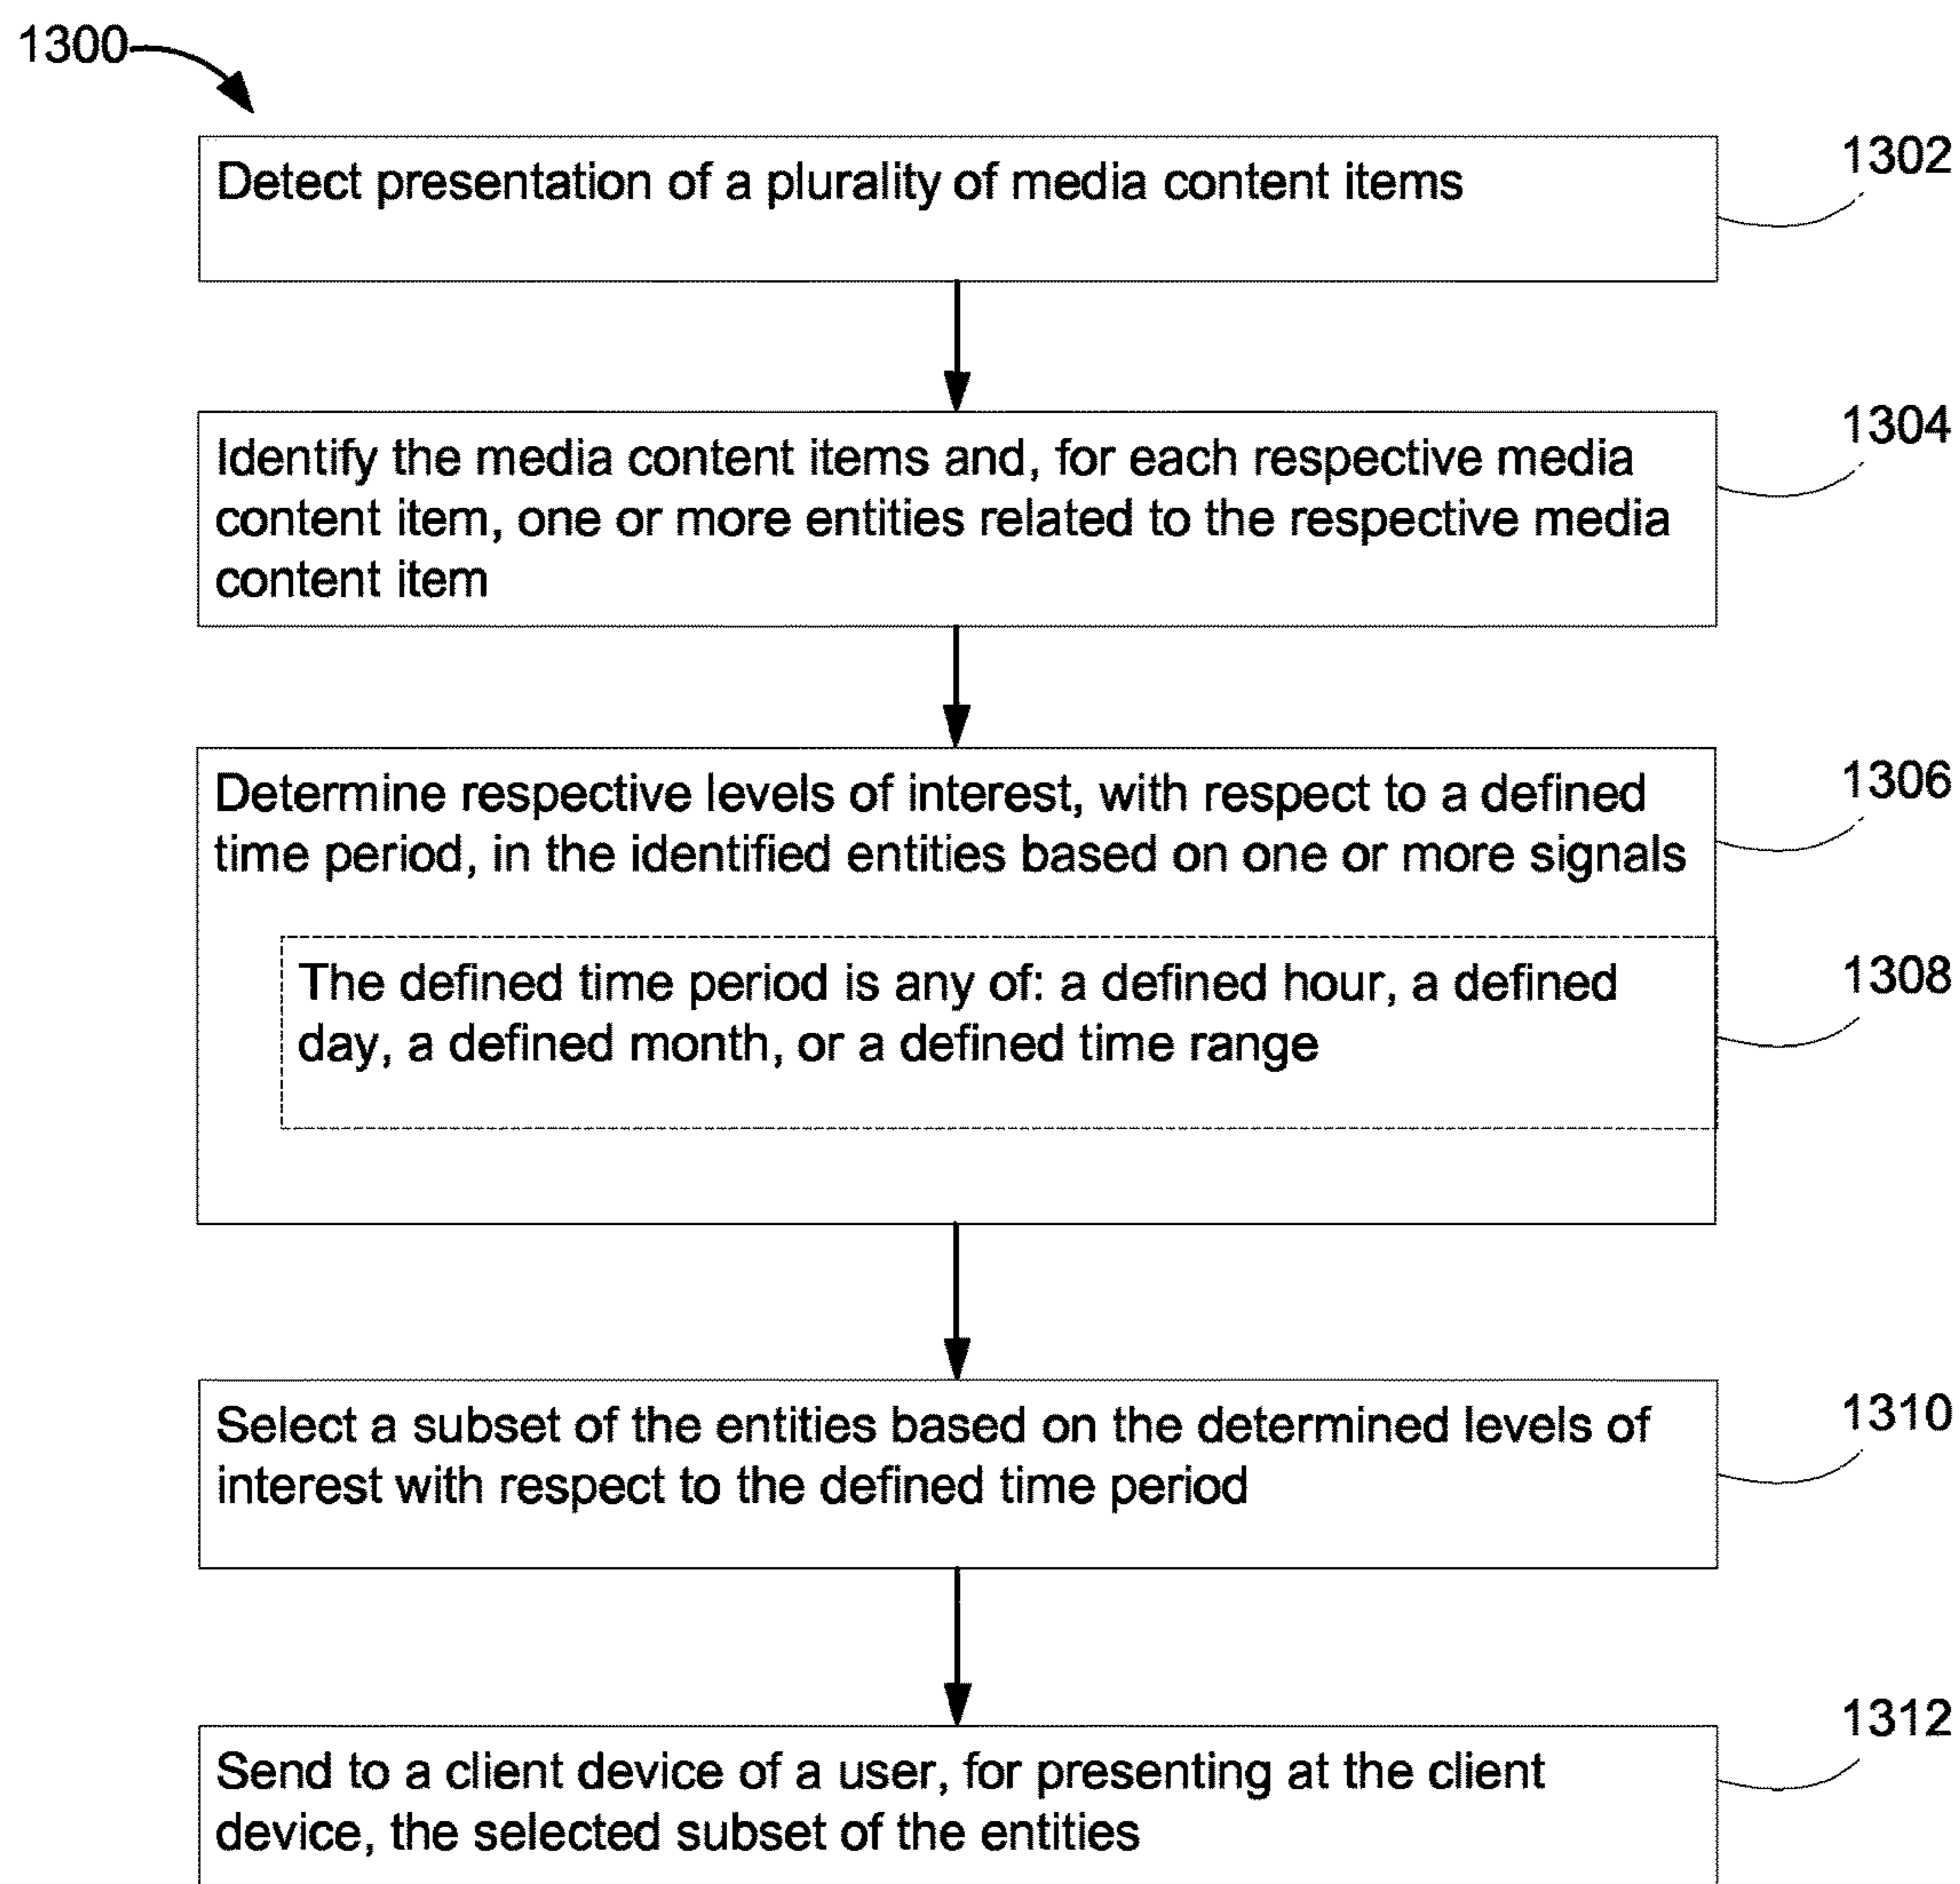 1300
Detect presentation of a plurality of media content items
1302
Identify the media content items and, for each respective media
content item, one or more entities related to the respective media
content item
1304
Determine respective levels of interest, with respect to a defined
time period, in the identified entities based on one or more signals
1306
The defined time period is any of: a defined hour, a defined
day, a defined month, or a defined time range
1308
Select a subset of the entities based on the determined levels of
interest with respect to the defined time period
1310
Send to a client device of a user, for presenting at the client
device, the selected subset of the entities
1312